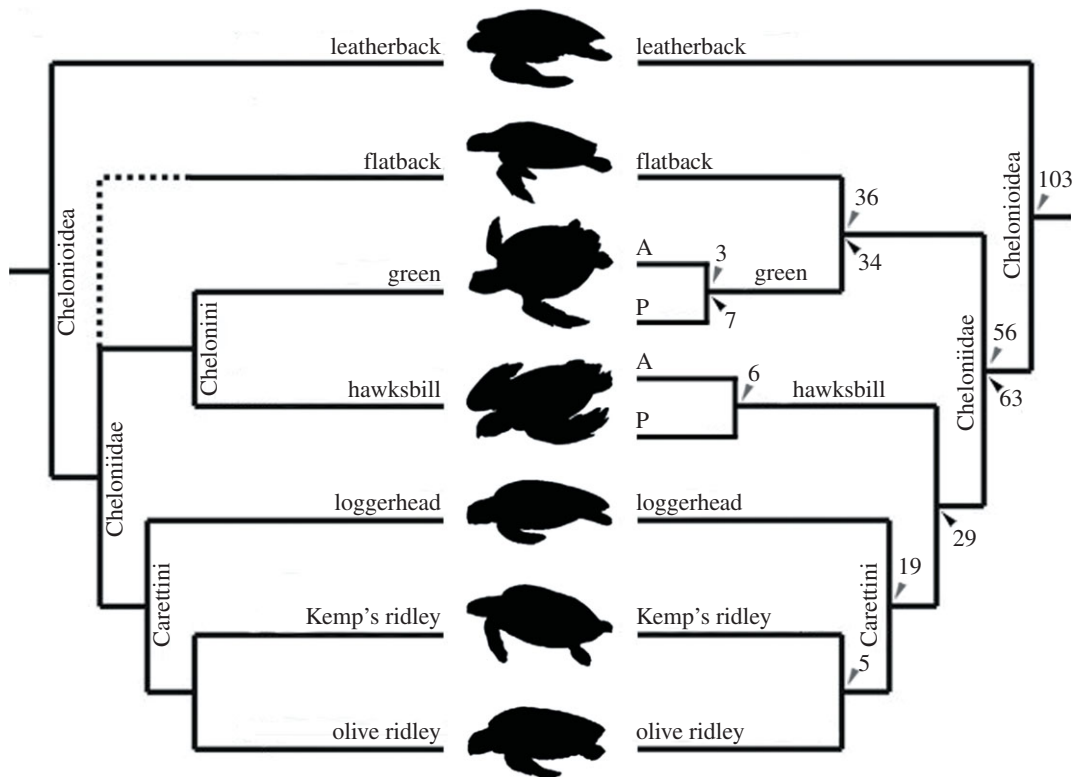 leatherback
leatherback
flatback
flatback
103
36
34
Chelonioidea
Chelonioidea
green
A
3
green
P
7
Chelonini
56
63
Cheloniidae
hawksbill
A
6
hawksbill
P
Cheloniidae
loggerhead
loggerhead
29
19
Carettini
Carettini
Kemp's ridley
Kemp's ridley
5
olive ridley
olive ridley